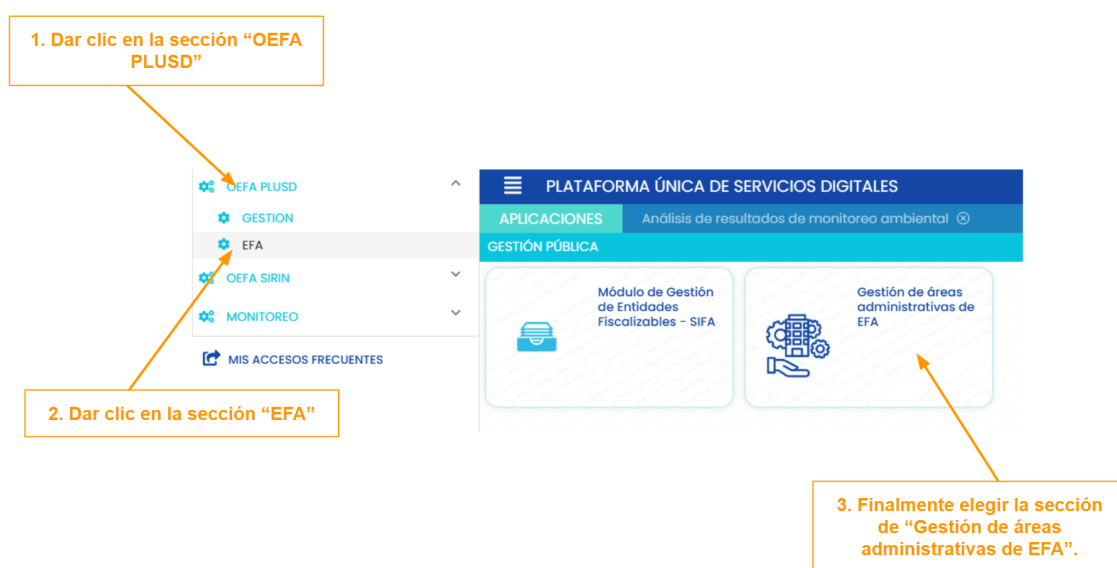 1. Dar clic en la sección “OEFA
PLUSD”
OEFA PLUSD
GESTION
EFA
OEFA SIRIN
MONITOREO
MIS ACCESOS FRECUENTES
PLATAFORMA ÚNICA DE SERVICIOS DIGITALES
APLICACIONES
Análisis de resultados de monitoreo ambiental
GESTIÓN PÚBLICA
Módulo de Gestión
de Entidades
Fiscalizables - SIFA
Gestión de áreas
administrativas de
EFA
2. Dar clic en la sección “EFA”
3. Finalmente elegir la sección
de “Gestión de áreas
administrativas de EFA”.